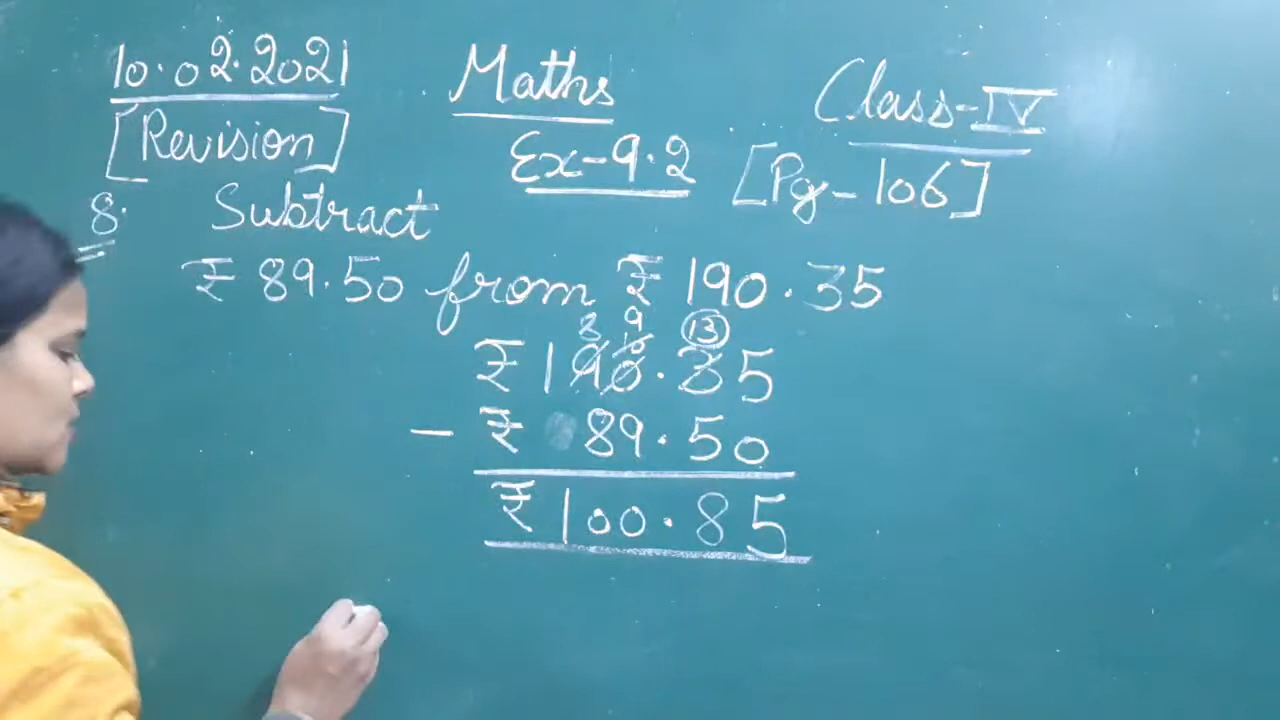 10.02.2021 Maths Class-IV
[Revision] Ex-9.2 [Pg-106]
8. Subtract
₹ 89.50 from ₹ 190.35
8 9 10 13
₹ 190.35
- ₹ 89.50
₹ 100.85